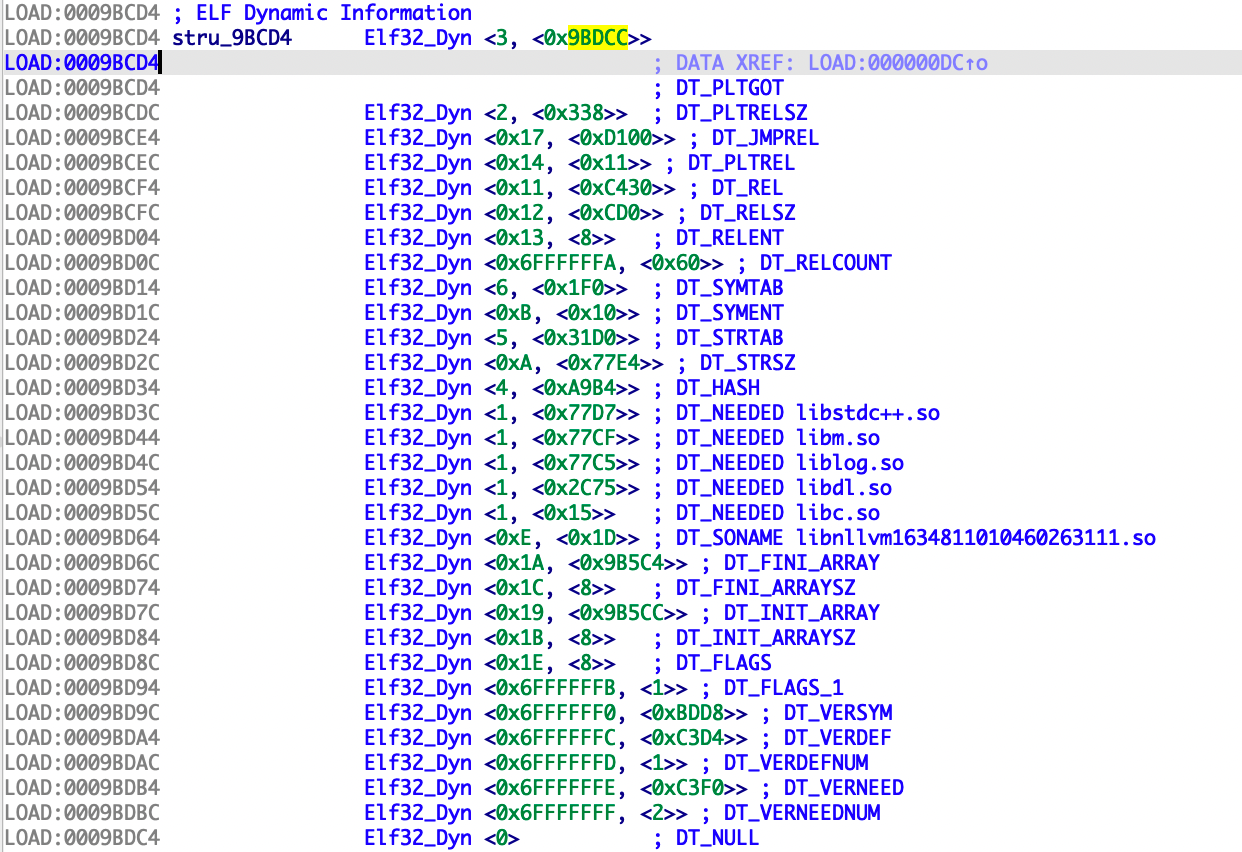 LOAD:0009BCD4 ; ELF Dynamic Information
LOAD:0009BCD4 stru_9BCD4 Elf32_Dyn <3, <0x9BDCC>>
LOAD:0009BCD4 ; DATA XREF: LOAD:000000DC↑o
LOAD:0009BCD4 ; DT_PLTGOT
LOAD:0009BCDC Elf32_Dyn <2, <0x338>> ; DT_PLTRELSZ
LOAD:0009BCE4 Elf32_Dyn <0x17, <0xD100>> ; DT_JMPREL
LOAD:0009BCEC Elf32_Dyn <0x14, <0x11>> ; DT_PLTREL
LOAD:0009BCF4 Elf32_Dyn <0x11, <0xC430>> ; DT_REL
LOAD:0009BCFC Elf32_Dyn <0x12, <0xCD0>> ; DT_RELSZ
LOAD:0009BD04 Elf32_Dyn <0x13, <8>> ; DT_RELENT
LOAD:0009BD0C Elf32_Dyn <0x6FFFFFFA, <0x60>> ; DT_RELCOUNT
LOAD:0009BD14 Elf32_Dyn <6, <0x1F0>> ; DT_SYMTAB
LOAD:0009BD1C Elf32_Dyn <0xB, <0x10>> ; DT_SYMENT
LOAD:0009BD24 Elf32_Dyn <5, <0x31D0>> ; DT_STRTAB
LOAD:0009BD2C Elf32_Dyn <0xA, <0x77E4>> ; DT_STRSZ
LOAD:0009BD34 Elf32_Dyn <4, <0xA9B4>> ; DT_HASH
LOAD:0009BD3C Elf32_Dyn <1, <0x77D7>> ; DT_NEEDED libstdc++.so
LOAD:0009BD44 Elf32_Dyn <1, <0x77CF>> ; DT_NEEDED libm.so
LOAD:0009BD4C Elf32_Dyn <1, <0x77C5>> ; DT_NEEDED liblog.so
LOAD:0009BD54 Elf32_Dyn <1, <0x2C75>> ; DT_NEEDED libdl.so
LOAD:0009BD5C Elf32_Dyn <1, <0x15>> ; DT_NEEDED libc.so
LOAD:0009BD64 Elf32_Dyn <0xE, <0x1D>> ; DT_SONAME libnllvm1634811010460263111.so
LOAD:0009BD6C Elf32_Dyn <0x1A, <0x9B5C4>> ; DT_FINI_ARRAY
LOAD:0009BD74 Elf32_Dyn <0x1C, <8>> ; DT_FINI_ARRAYSZ
LOAD:0009BD7C Elf32_Dyn <0x19, <0x9B5CC>> ; DT_INIT_ARRAY
LOAD:0009BD84 Elf32_Dyn <0x1B, <8>> ; DT_INIT_ARRAYSZ
LOAD:0009BD8C Elf32_Dyn <0x1E, <8>> ; DT_FLAGS
LOAD:0009BD94 Elf32_Dyn <0x6FFFFFFB, <1>> ; DT_FLAGS_1
LOAD:0009BD9C Elf32_Dyn <0x6FFFFFF0, <0xBDD8>> ; DT_VERSYM
LOAD:0009BDA4 Elf32_Dyn <0x6FFFFFFC, <0xC3D4>> ; DT_VERDEF
LOAD:0009BDAC Elf32_Dyn <0x6FFFFFFD, <1>> ; DT_VERDEFNUM
LOAD:0009BDB4 Elf32_Dyn <0x6FFFFFFE, <0xC3F0>> ; DT_VERNEED
LOAD:0009BDBC Elf32_Dyn <0x6FFFFFFF, <2>> ; DT_VERNEEDNUM
LOAD:0009BDC4 Elf32_Dyn <0> ; DT_NULL